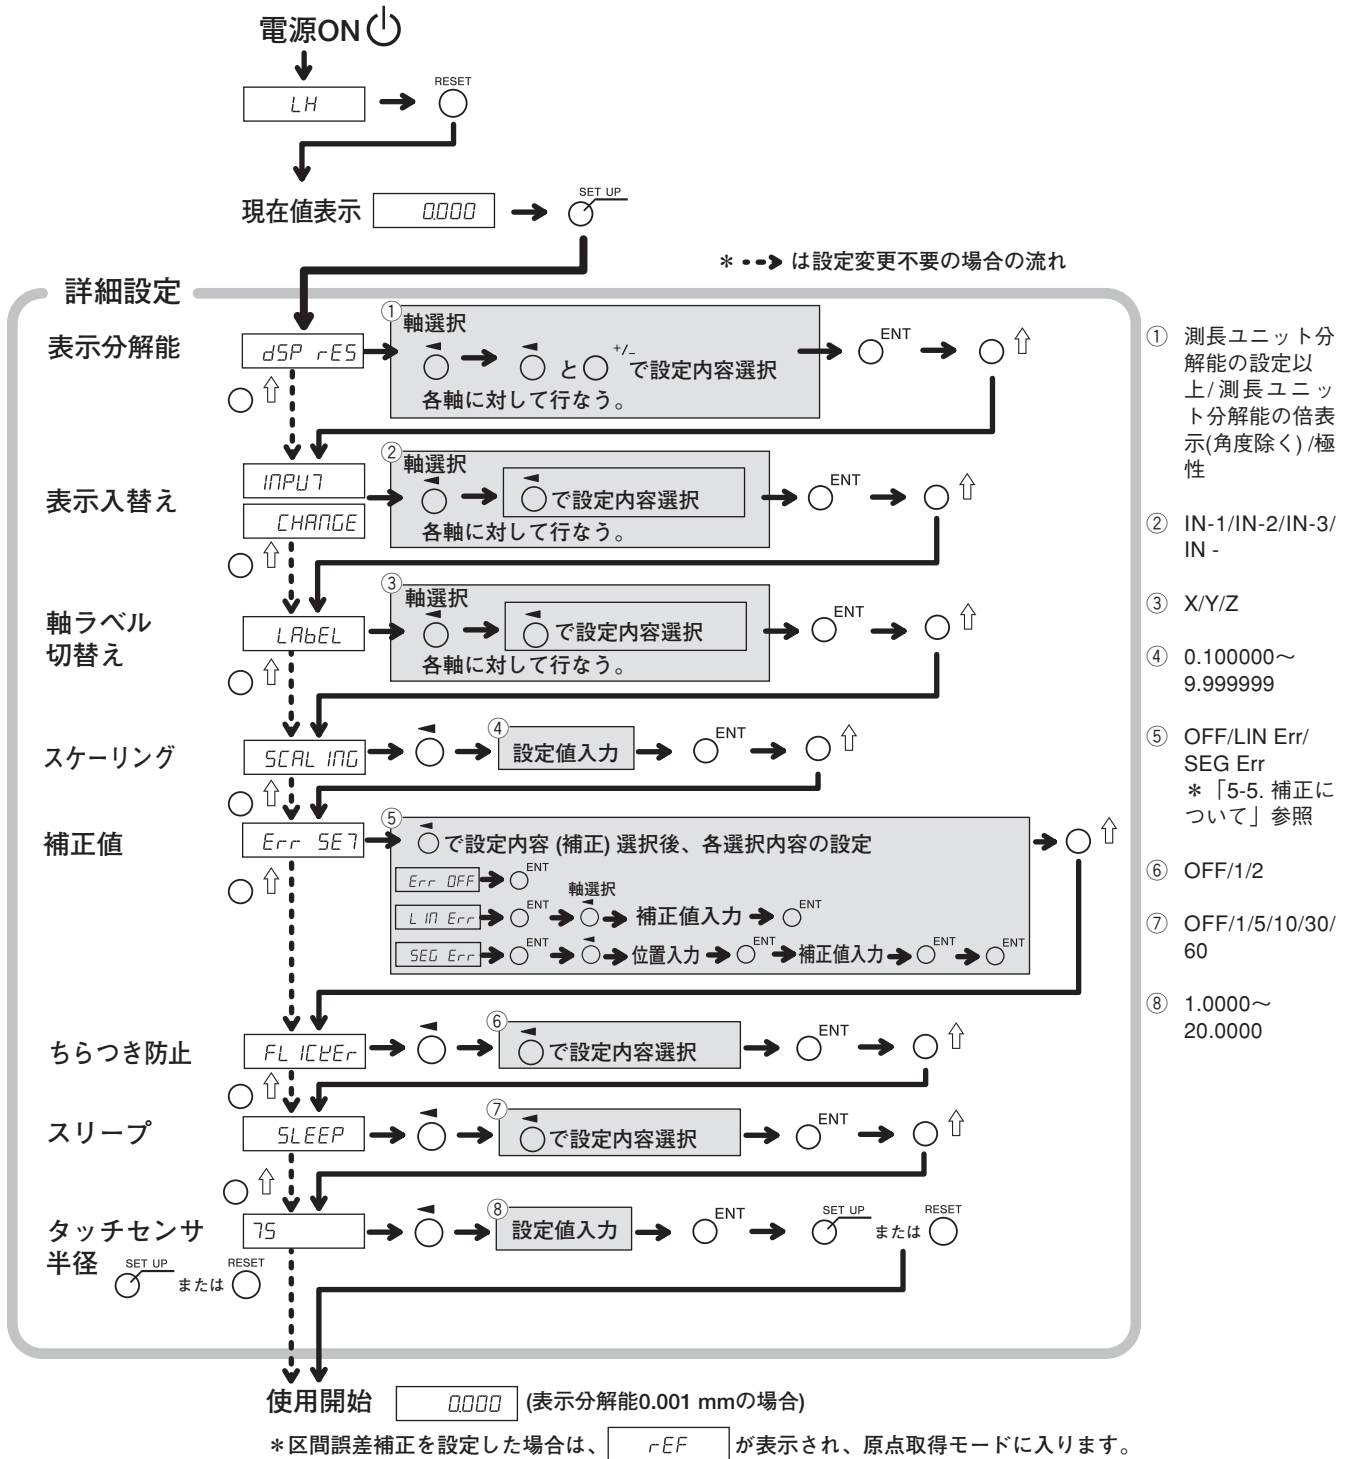 電源ON
LH
RESET
現在値表示 0.000 SET UP
＊ は設定変更不要の場合の流れ
詳細設定
表示分解能
dSP rES
① 軸選択
と +/- で設定内容選択
各軸に対して行なう。
ENT
表示入替え
INPUT
CHANGE
② 軸選択
で設定内容選択
各軸に対して行なう。
ENT
軸ラベル
切替え
LAbEL
③ 軸選択
で設定内容選択
各軸に対して行なう。
ENT
スケーリング
SCALING
④ 設定値入力
ENT
補正値
Err SET
⑤ で設定内容 (補正) 選択後、各選択内容の設定
Err OFF ENT
LIN Err ENT 軸選択 補正値入力 ENT
SEG Err ENT 位置入力 ENT 補正値入力 ENT ENT
ちらつき防止
FLICKEr
⑥ で設定内容選択
ENT
スリープ
SLEEP
⑦ で設定内容選択
ENT
タッチセンサ
半径
SET UP または RESET
TS
⑧ 設定値入力
ENT
SET UP または RESET
使用開始 0.000 (表示分解能0.001 mmの場合)
＊区間誤差補正を設定した場合は、 rEF が表示され、原点取得モードに入ります。
① 測長ユニット分
解能の設定以
上/測長ユニッ
ト分解能の倍表
示(角度除く) /極
性
② IN-1/IN-2/IN-3/
IN -
③ X/Y/Z
④ 0.100000〜
9.999999
⑤ OFF/LIN Err/
SEG Err
＊「5-5. 補正に
ついて」参照
⑥ OFF/1/2
⑦ OFF/1/5/10/30/
60
⑧ 1.0000〜
20.0000